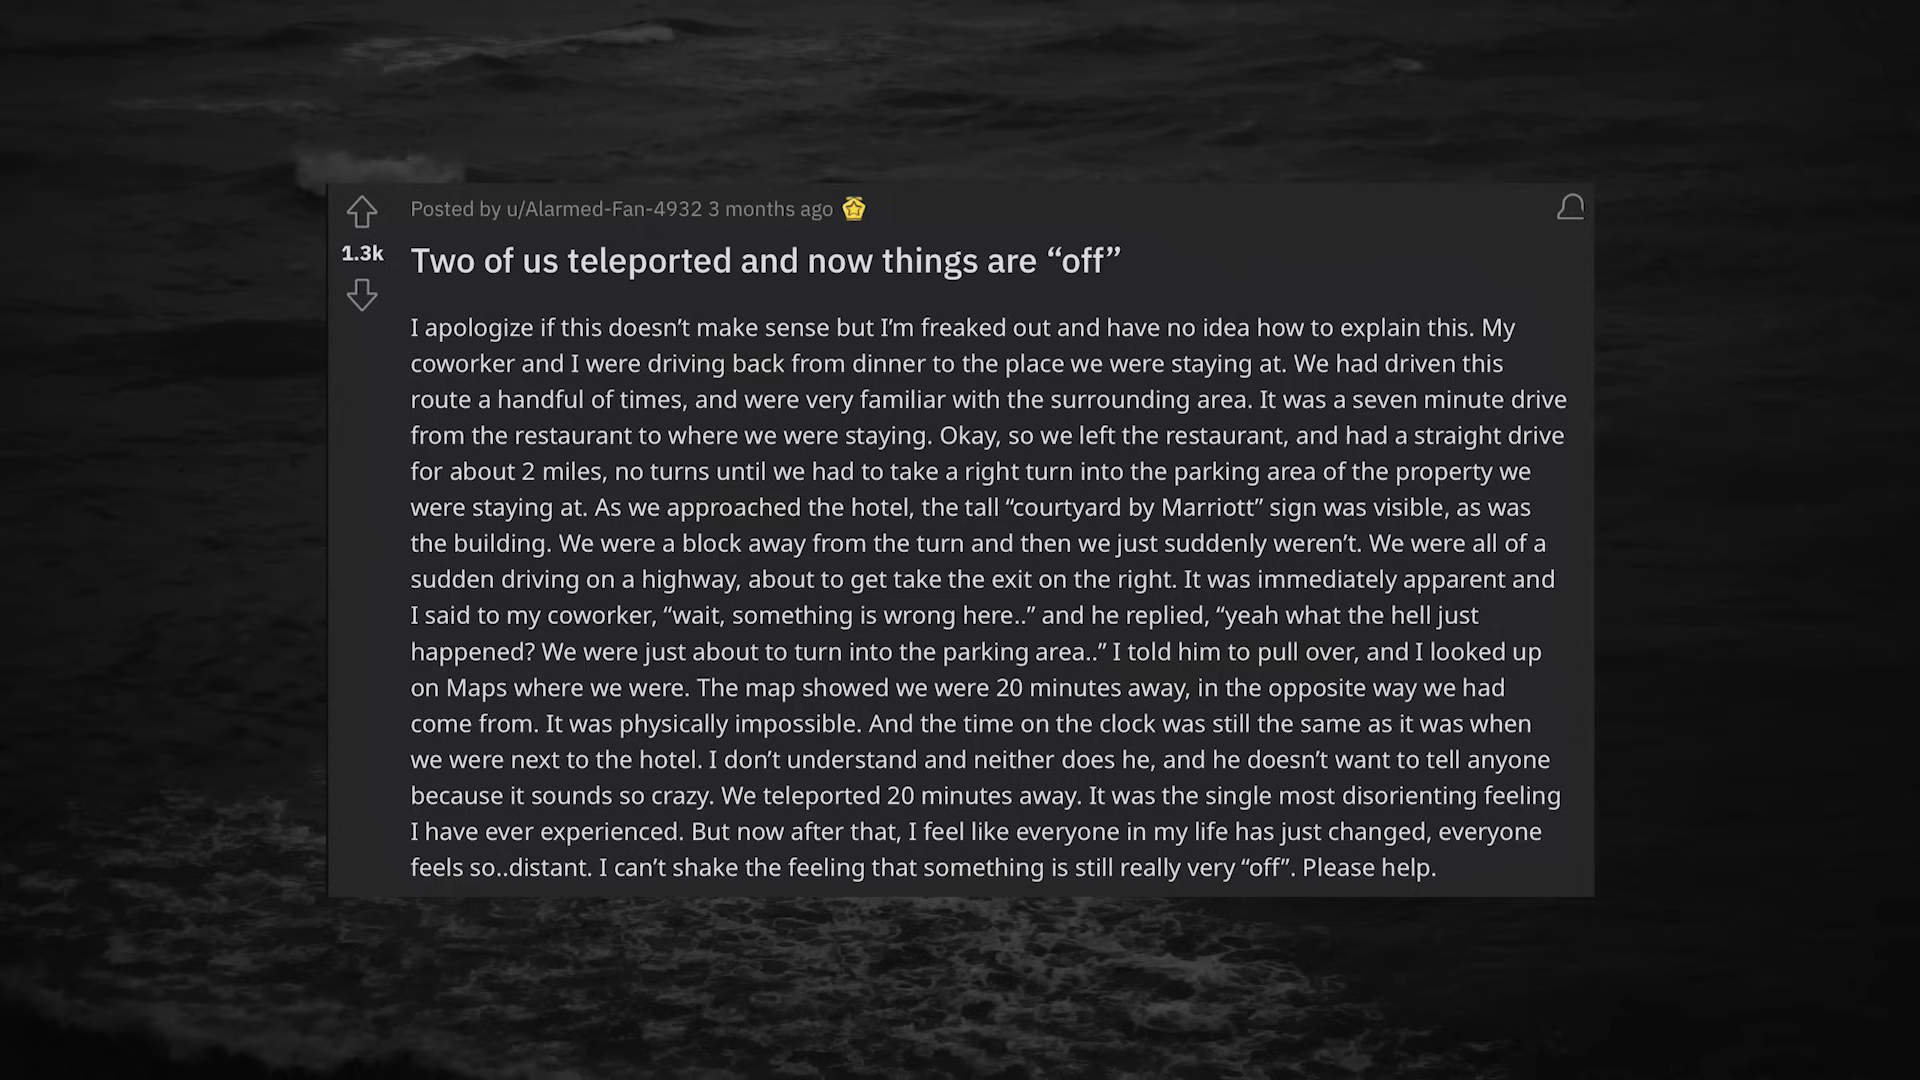 Posted by u/Alarmed-Fan-4932 3 months ago
1.3k
Two of us teleported and now things are “off”
I apologize if this doesn’t make sense but I’m freaked out and have no idea how to explain this. My
coworker and I were driving back from dinner to the place we were staying at. We had driven this
route a handful of times, and were very familiar with the surrounding area. It was a seven minute drive
from the restaurant to where we were staying. Okay, so we left the restaurant, and had a straight drive
for about 2 miles, no turns until we had to take a right turn into the parking area of the property we
were staying at. As we approached the hotel, the tall “courtyard by Marriott” sign was visible, as was
the building. We were a block away from the turn and then we just suddenly weren’t. We were all of a
sudden driving on a highway, about to get take the exit on the right. It was immediately apparent and
I said to my coworker, “wait, something is wrong here..” and he replied, “yeah what the hell just
happened? We were just about to turn into the parking area..” I told him to pull over, and I looked up
on Maps where we were. The map showed we were 20 minutes away, in the opposite way we had
come from. It was physically impossible. And the time on the clock was still the same as it was when
we were next to the hotel. I don’t understand and neither does he, and he doesn’t want to tell anyone
because it sounds so crazy. We teleported 20 minutes away. It was the single most disorienting feeling
I have ever experienced. But now after that, I feel like everyone in my life has just changed, everyone
feels so..distant. I can’t shake the feeling that something is still really very “off”. Please help.